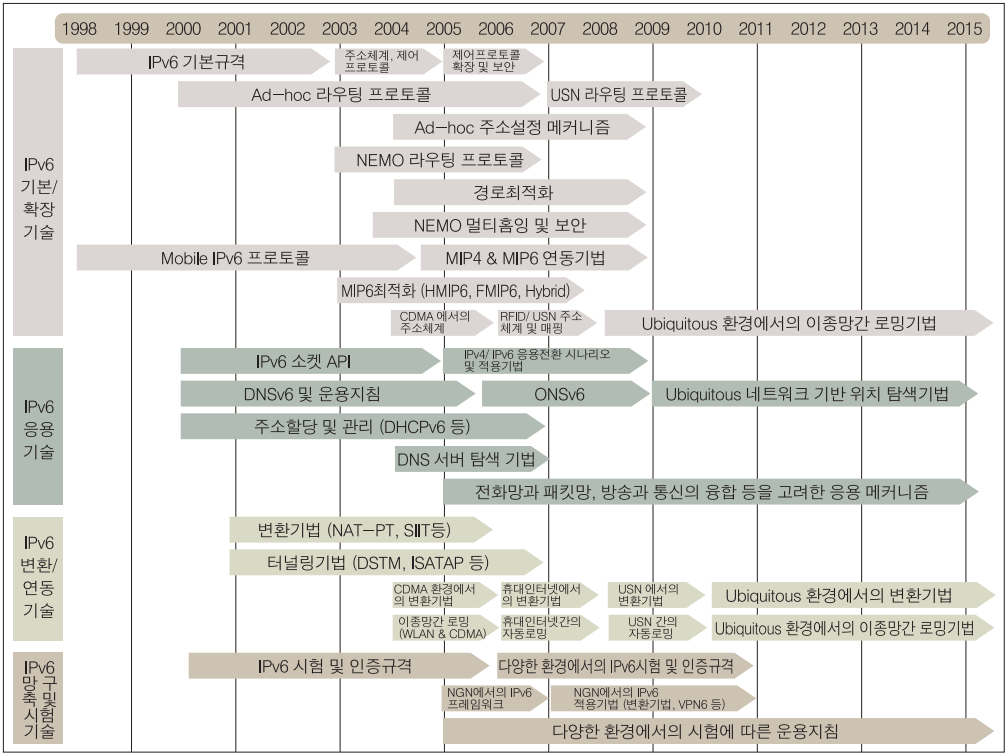 1998 1999 2000 2001 2002 2003 2004 2005 2006 2007 2008 2009 2010 2011 2012 2013 2014 2015
IPv6
기본/
확장
기술
IPv6 기본규격
주소체계, 제어
프로토콜
제어프로토콜
확장 및 보안
Ad-hoc 라우팅 프로토콜
USN 라우팅 프로토콜
Ad-hoc 주소설정 메커니즘
NEMO 라우팅 프로토콜
경로최적화
NEMO 멀티홈잉 및 보안
Mobile IPv6 프로토콜
MIP4 & MIP6 연동기법
MIP6최적화 (HMIP6, FMIP6, Hybrid)
CDMA 에서의
주소체계
RFID/ USN 주소
체계 및 매핑
Ubiquitous 환경에서의 이종망간 로밍기법
IPv6
응용
기술
IPv6 소켓 API
IPv4/ IPv6 응용전환 시나리오
및 적용기법
DNSv6 및 운용지침
ONSv6
Ubiquitous 네트워크 기반 위치 탐색기법
주소할당 및 관리 (DHCPv6 등)
DNS 서버 탐색 기법
전화망과 패킷망, 방송과 통신의 융합 등을 고려한 응용 메커니즘
IPv6
변환/
연동
기술
변환기법 (NAT-PT, SIIT등)
터널링기법 (DSTM, ISATAP 등)
CDMA 환경에서
의 변환기법
휴대인터넷에서
의 변환기법
USN 에서의
변환기법
Ubiquitous 환경에서의 변환기법
이종망간 로밍
(WLAN & CDMA)
휴대인터넷간의
자동로밍
USN 간의
자동로밍
Ubiquitous 환경에서의 이종망간 로밍기법
IPv6
망 구
축 및
시험
기술
IPv6 시험 및 인증규격
다양한 환경에서의 IPv6시험 및 인증규격
NGN에서의 IPv6
프레임워크
NGN에서의 IPv6
적용기법 (변환기법, VPN6 등)
다양한 환경에서의 시험에 따른 운용지침